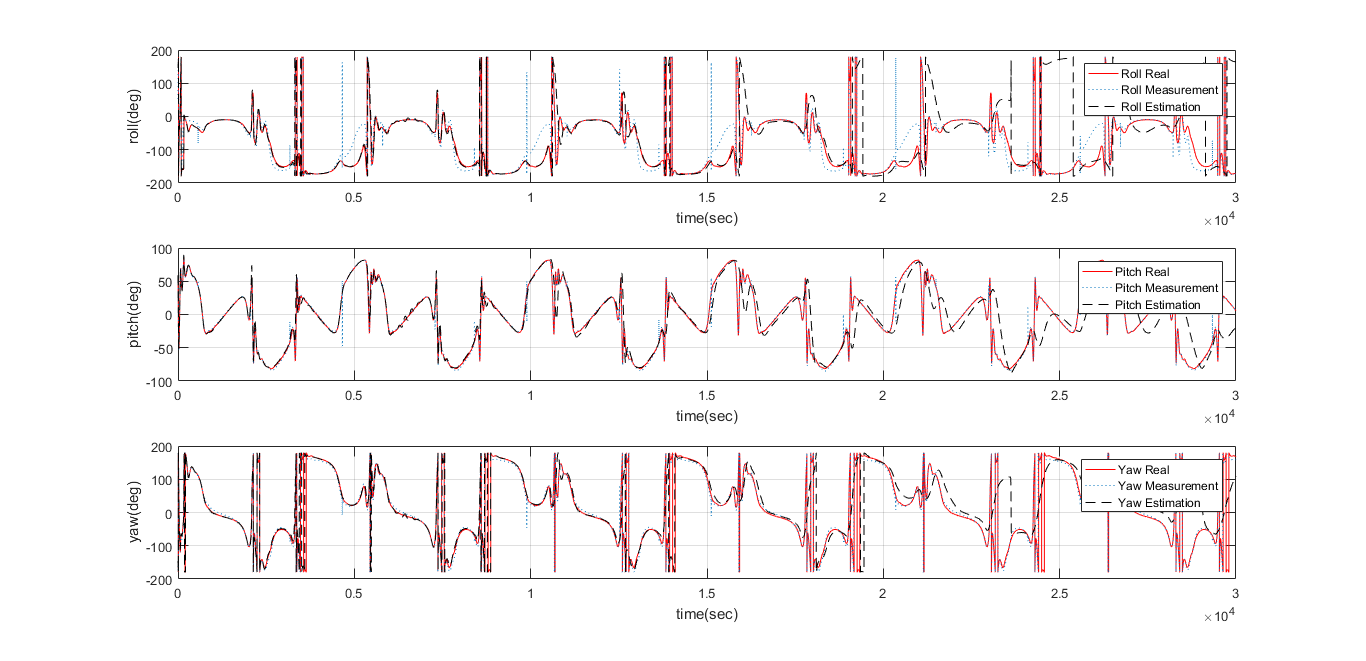 200
100
0
-100
-200
roll(deg)
Roll Real
Roll Measurement
Roll Estimation
0 0.5 1 1.5 2 2.5 3
time(sec)
×10^4
100
50
0
-50
-100
pitch(deg)
Pitch Real
Pitch Measurement
Pitch Estimation
0 0.5 1 1.5 2 2.5 3
time(sec)
×10^4
200
100
0
-100
-200
yaw(deg)
Yaw Real
Yaw Measurement
Yaw Estimation
0 0.5 1 1.5 2 2.5 3
time(sec)
×10^4